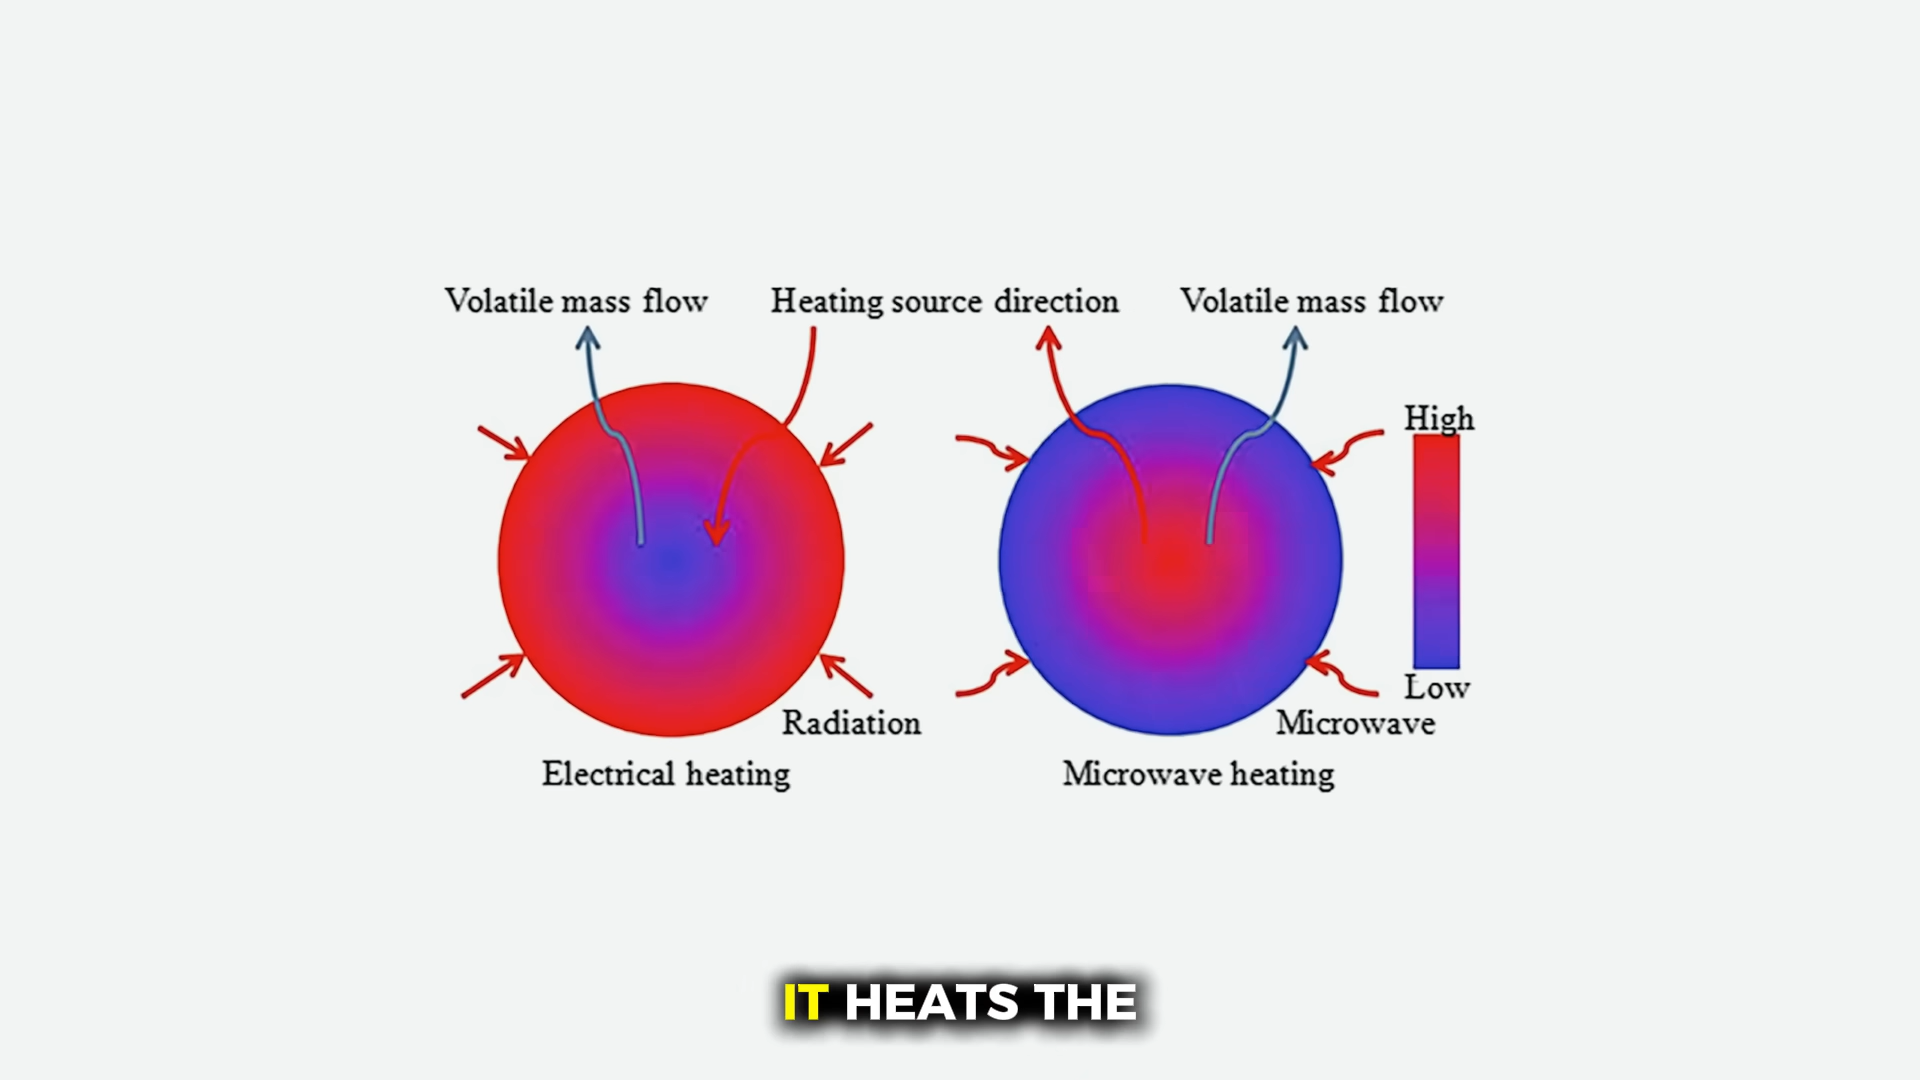 Volatile mass flow
Heating source direction
Volatile mass flow
High
Low
Radiation
Microwave
Electrical heating
Microwave heating
IT HEATS THE